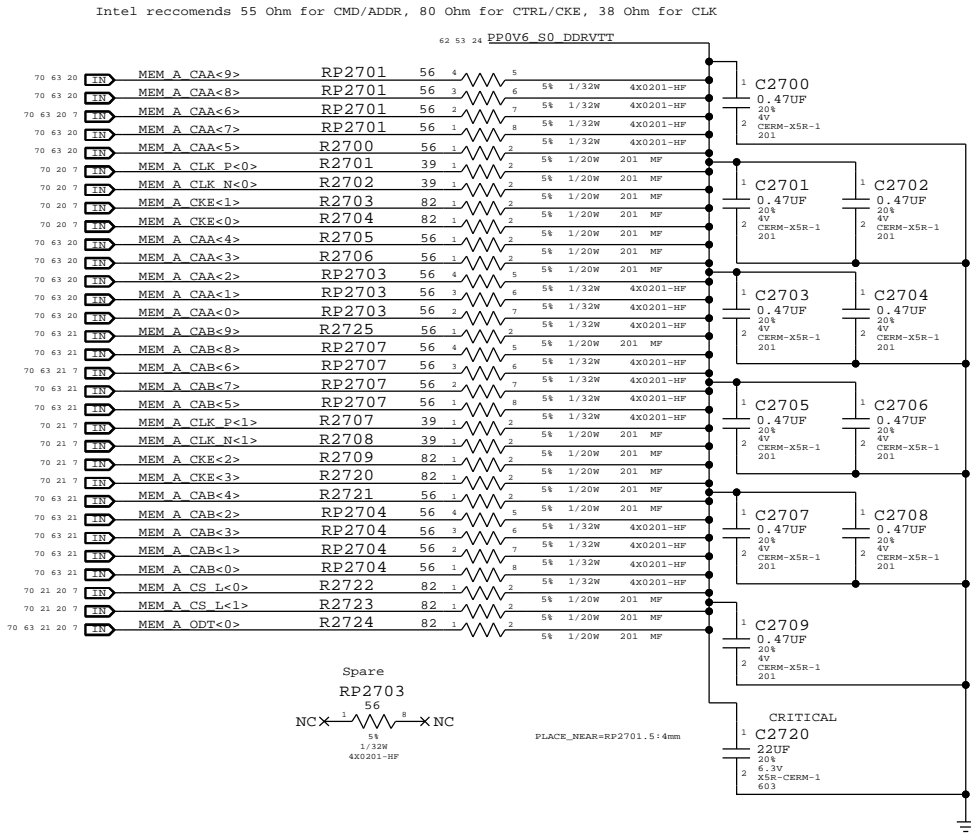 Intel reccomends 55 Ohm for CMD/ADDR, 80 Ohm for CTRL/CKE, 38 Ohm for CLK
62 53 24 PP0V6_S0_DDRVTT
70 63 20 IN MEM_A_CAA<9> RP2701 56 4 5 5% 1/32W 4X0201-HF
70 63 20 IN MEM_A_CAA<8> RP2701 56 3 6 5% 1/32W 4X0201-HF
70 63 20 7 IN MEM_A_CAA<6> RP2701 56 2 7 5% 1/32W 4X0201-HF
70 63 20 IN MEM_A_CAA<7> RP2701 56 1 8 5% 1/32W 4X0201-HF
70 63 20 IN MEM_A_CAA<5> R2700 56 1 2 5% 1/20W 201 MF
70 20 7 IN MEM_A_CLK_P<0> R2701 39 1 2 5% 1/20W 201 MF
70 20 7 IN MEM_A_CLK_N<0> R2702 39 1 2 5% 1/20W 201 MF
70 20 7 IN MEM_A_CKE<1> R2703 82 1 2 5% 1/20W 201 MF
70 20 7 IN MEM_A_CKE<0> R2704 82 1 2 5% 1/20W 201 MF
70 63 20 IN MEM_A_CAA<4> R2705 56 1 2 5% 1/20W 201 MF
70 63 20 IN MEM_A_CAA<3> R2706 56 1 2 5% 1/20W 201 MF
70 63 20 IN MEM_A_CAA<2> RP2703 56 4 5 5% 1/32W 4X0201-HF
70 63 20 IN MEM_A_CAA<1> RP2703 56 3 6 5% 1/32W 4X0201-HF
70 63 20 IN MEM_A_CAA<0> RP2703 56 2 7 5% 1/32W 4X0201-HF
70 63 21 IN MEM_A_CAB<9> R2725 56 1 2 5% 1/20W 201 MF
70 63 21 IN MEM_A_CAB<8> RP2707 56 4 5 5% 1/32W 4X0201-HF
70 63 21 7 IN MEM_A_CAB<6> RP2707 56 3 6 5% 1/32W 4X0201-HF
70 63 21 IN MEM_A_CAB<7> RP2707 56 2 7 5% 1/32W 4X0201-HF
70 63 21 IN MEM_A_CAB<5> RP2707 56 1 8 5% 1/32W 4X0201-HF
70 21 7 IN MEM_A_CLK_P<1> R2707 39 1 2 5% 1/20W 201 MF
70 21 7 IN MEM_A_CLK_N<1> R2708 39 1 2 5% 1/20W 201 MF
70 21 7 IN MEM_A_CKE<2> R2709 82 1 2 5% 1/20W 201 MF
70 21 7 IN MEM_A_CKE<3> R2720 82 1 2 5% 1/20W 201 MF
70 63 21 IN MEM_A_CAB<4> R2721 56 1 2 5% 1/20W 201 MF
70 63 21 IN MEM_A_CAB<2> RP2704 56 4 5 5% 1/32W 4X0201-HF
70 63 21 IN MEM_A_CAB<3> RP2704 56 3 6 5% 1/32W 4X0201-HF
70 63 21 IN MEM_A_CAB<1> RP2704 56 2 7 5% 1/32W 4X0201-HF
70 63 21 IN MEM_A_CAB<0> RP2704 56 1 8 5% 1/32W 4X0201-HF
70 21 20 7 IN MEM_A_CS_L<0> R2722 82 1 2 5% 1/20W 201 MF
70 21 20 7 IN MEM_A_CS_L<1> R2723 82 1 2 5% 1/20W 201 MF
70 63 21 20 7 IN MEM_A_ODT<0> R2724 82 1 2 5% 1/20W 201 MF
1 C2700
0.47UF
20%
4V
2 CERM-X5R-1
201
1 C2701
0.47UF
20%
4V
2 CERM-X5R-1
201
1 C2702
0.47UF
20%
4V
2 CERM-X5R-1
201
1 C2703
0.47UF
20%
4V
2 CERM-X5R-1
201
1 C2704
0.47UF
20%
4V
2 CERM-X5R-1
201
1 C2705
0.47UF
20%
4V
2 CERM-X5R-1
201
1 C2706
0.47UF
20%
4V
2 CERM-X5R-1
201
1 C2707
0.47UF
20%
4V
2 CERM-X5R-1
201
1 C2708
0.47UF
20%
4V
2 CERM-X5R-1
201
1 C2709
0.47UF
20%
4V
2 CERM-X5R-1
201
Spare
RP2703
56
NC 1 8 NC
5%
1/32W
4X0201-HF
PLACE_NEAR=RP2701.5:4mm
CRITICAL
1 C2720
22UF
20%
6.3V
2 X5R-CERM-1
603